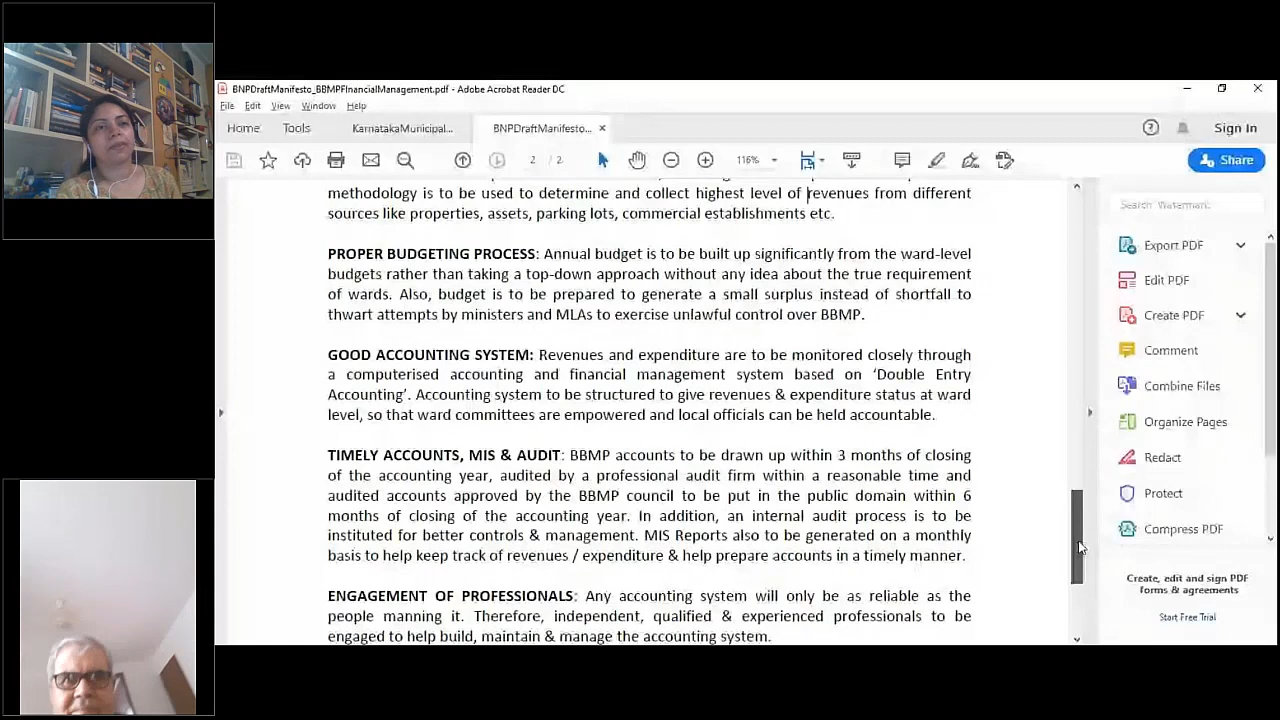 BNPDraftManifesto_BBMPFInancialManagement.pdf - Adobe Acrobat Reader DC
File Edit View Window Help
Home Tools KarnatakaMunicipal... BNPDraftManifesto... × Sign In
2 / 2 116% Share
methodology is to be used to determine and collect highest level of revenues from different
sources like properties, assets, parking lots, commercial establishments etc.
PROPER BUDGETING PROCESS: Annual budget is to be built up significantly from the ward-level
budgets rather than taking a top-down approach without any idea about the true requirement
of wards. Also, budget is to be prepared to generate a small surplus instead of shortfall to
thwart attempts by ministers and MLAs to exercise unlawful control over BBMP.
GOOD ACCOUNTING SYSTEM: Revenues and expenditure are to be monitored closely through
a computerised accounting and financial management system based on ‘Double Entry
Accounting’. Accounting system to be structured to give revenues & expenditure status at ward
level, so that ward committees are empowered and local officials can be held accountable.
TIMELY ACCOUNTS, MIS & AUDIT: BBMP accounts to be drawn up within 3 months of closing
of the accounting year, audited by a professional audit firm within a reasonable time and
audited accounts approved by the BBMP council to be put in the public domain within 6
months of closing of the accounting year. In addition, an internal audit process is to be
instituted for better controls & management. MIS Reports also to be generated on a monthly
basis to help keep track of revenues / expenditure & help prepare accounts in a timely manner.
ENGAGEMENT OF PROFESSIONALS: Any accounting system will only be as reliable as the
people manning it. Therefore, independent, qualified & experienced professionals to be
engaged to help build, maintain & manage the accounting system.
Search 'Watermark'
Export PDF
Edit PDF
Create PDF
Comment
Combine Files
Organize Pages
Redact
Protect
Compress PDF
Create, edit and sign PDF
forms & agreements
Start Free Trial